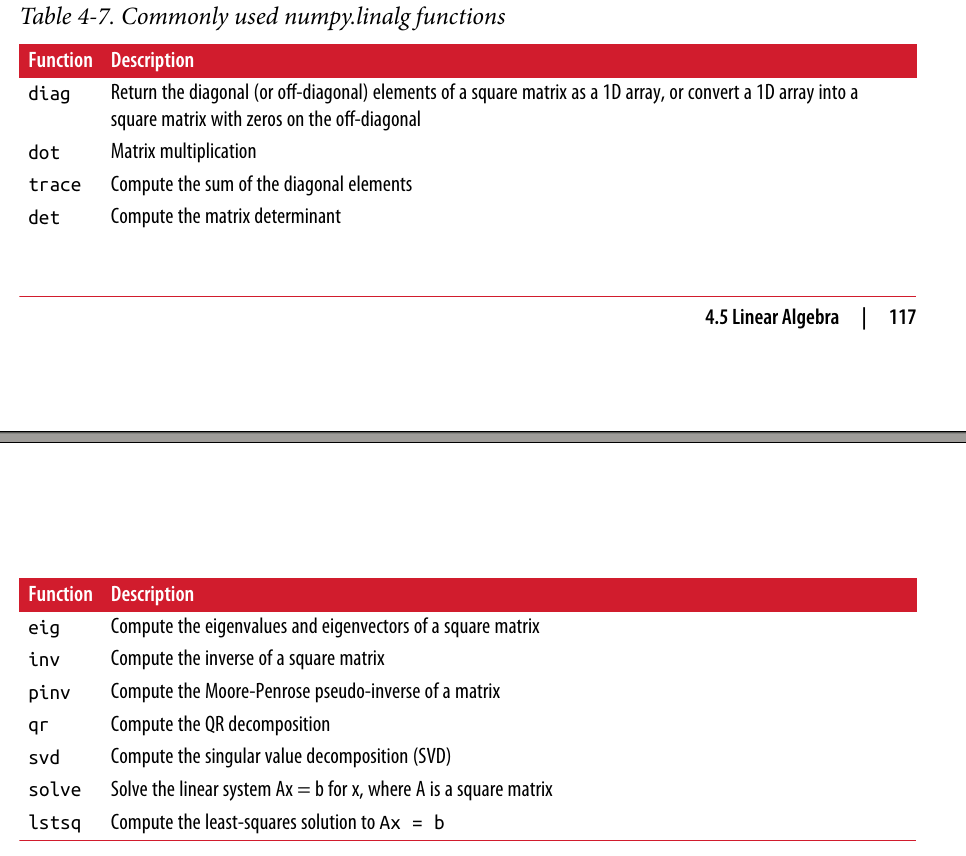 Table 4-7. Commonly used numpy.linalg functions
Function Description
diag Return the diagonal (or off-diagonal) elements of a square matrix as a 1D array, or convert a 1D array into a
square matrix with zeros on the off-diagonal
dot Matrix multiplication
trace Compute the sum of the diagonal elements
det Compute the matrix determinant
4.5 Linear Algebra | 117
Function Description
eig Compute the eigenvalues and eigenvectors of a square matrix
inv Compute the inverse of a square matrix
pinv Compute the Moore-Penrose pseudo-inverse of a matrix
qr Compute the QR decomposition
svd Compute the singular value decomposition (SVD)
solve Solve the linear system Ax = b for x, where A is a square matrix
lstsq Compute the least-squares solution to Ax = b